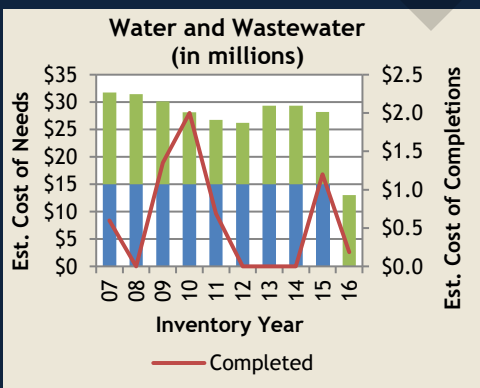 Water and Wastewater
(in millions)
Est. Cost of Needs
$35
$30
$25
$20
$15
$10
$5
$0
$2.5
$2.0
$1.5
$1.0
$0.5
$0.0
Est. Cost of Completions
07 08 09 10 11 12 13 14 15 16
Inventory Year
Completed